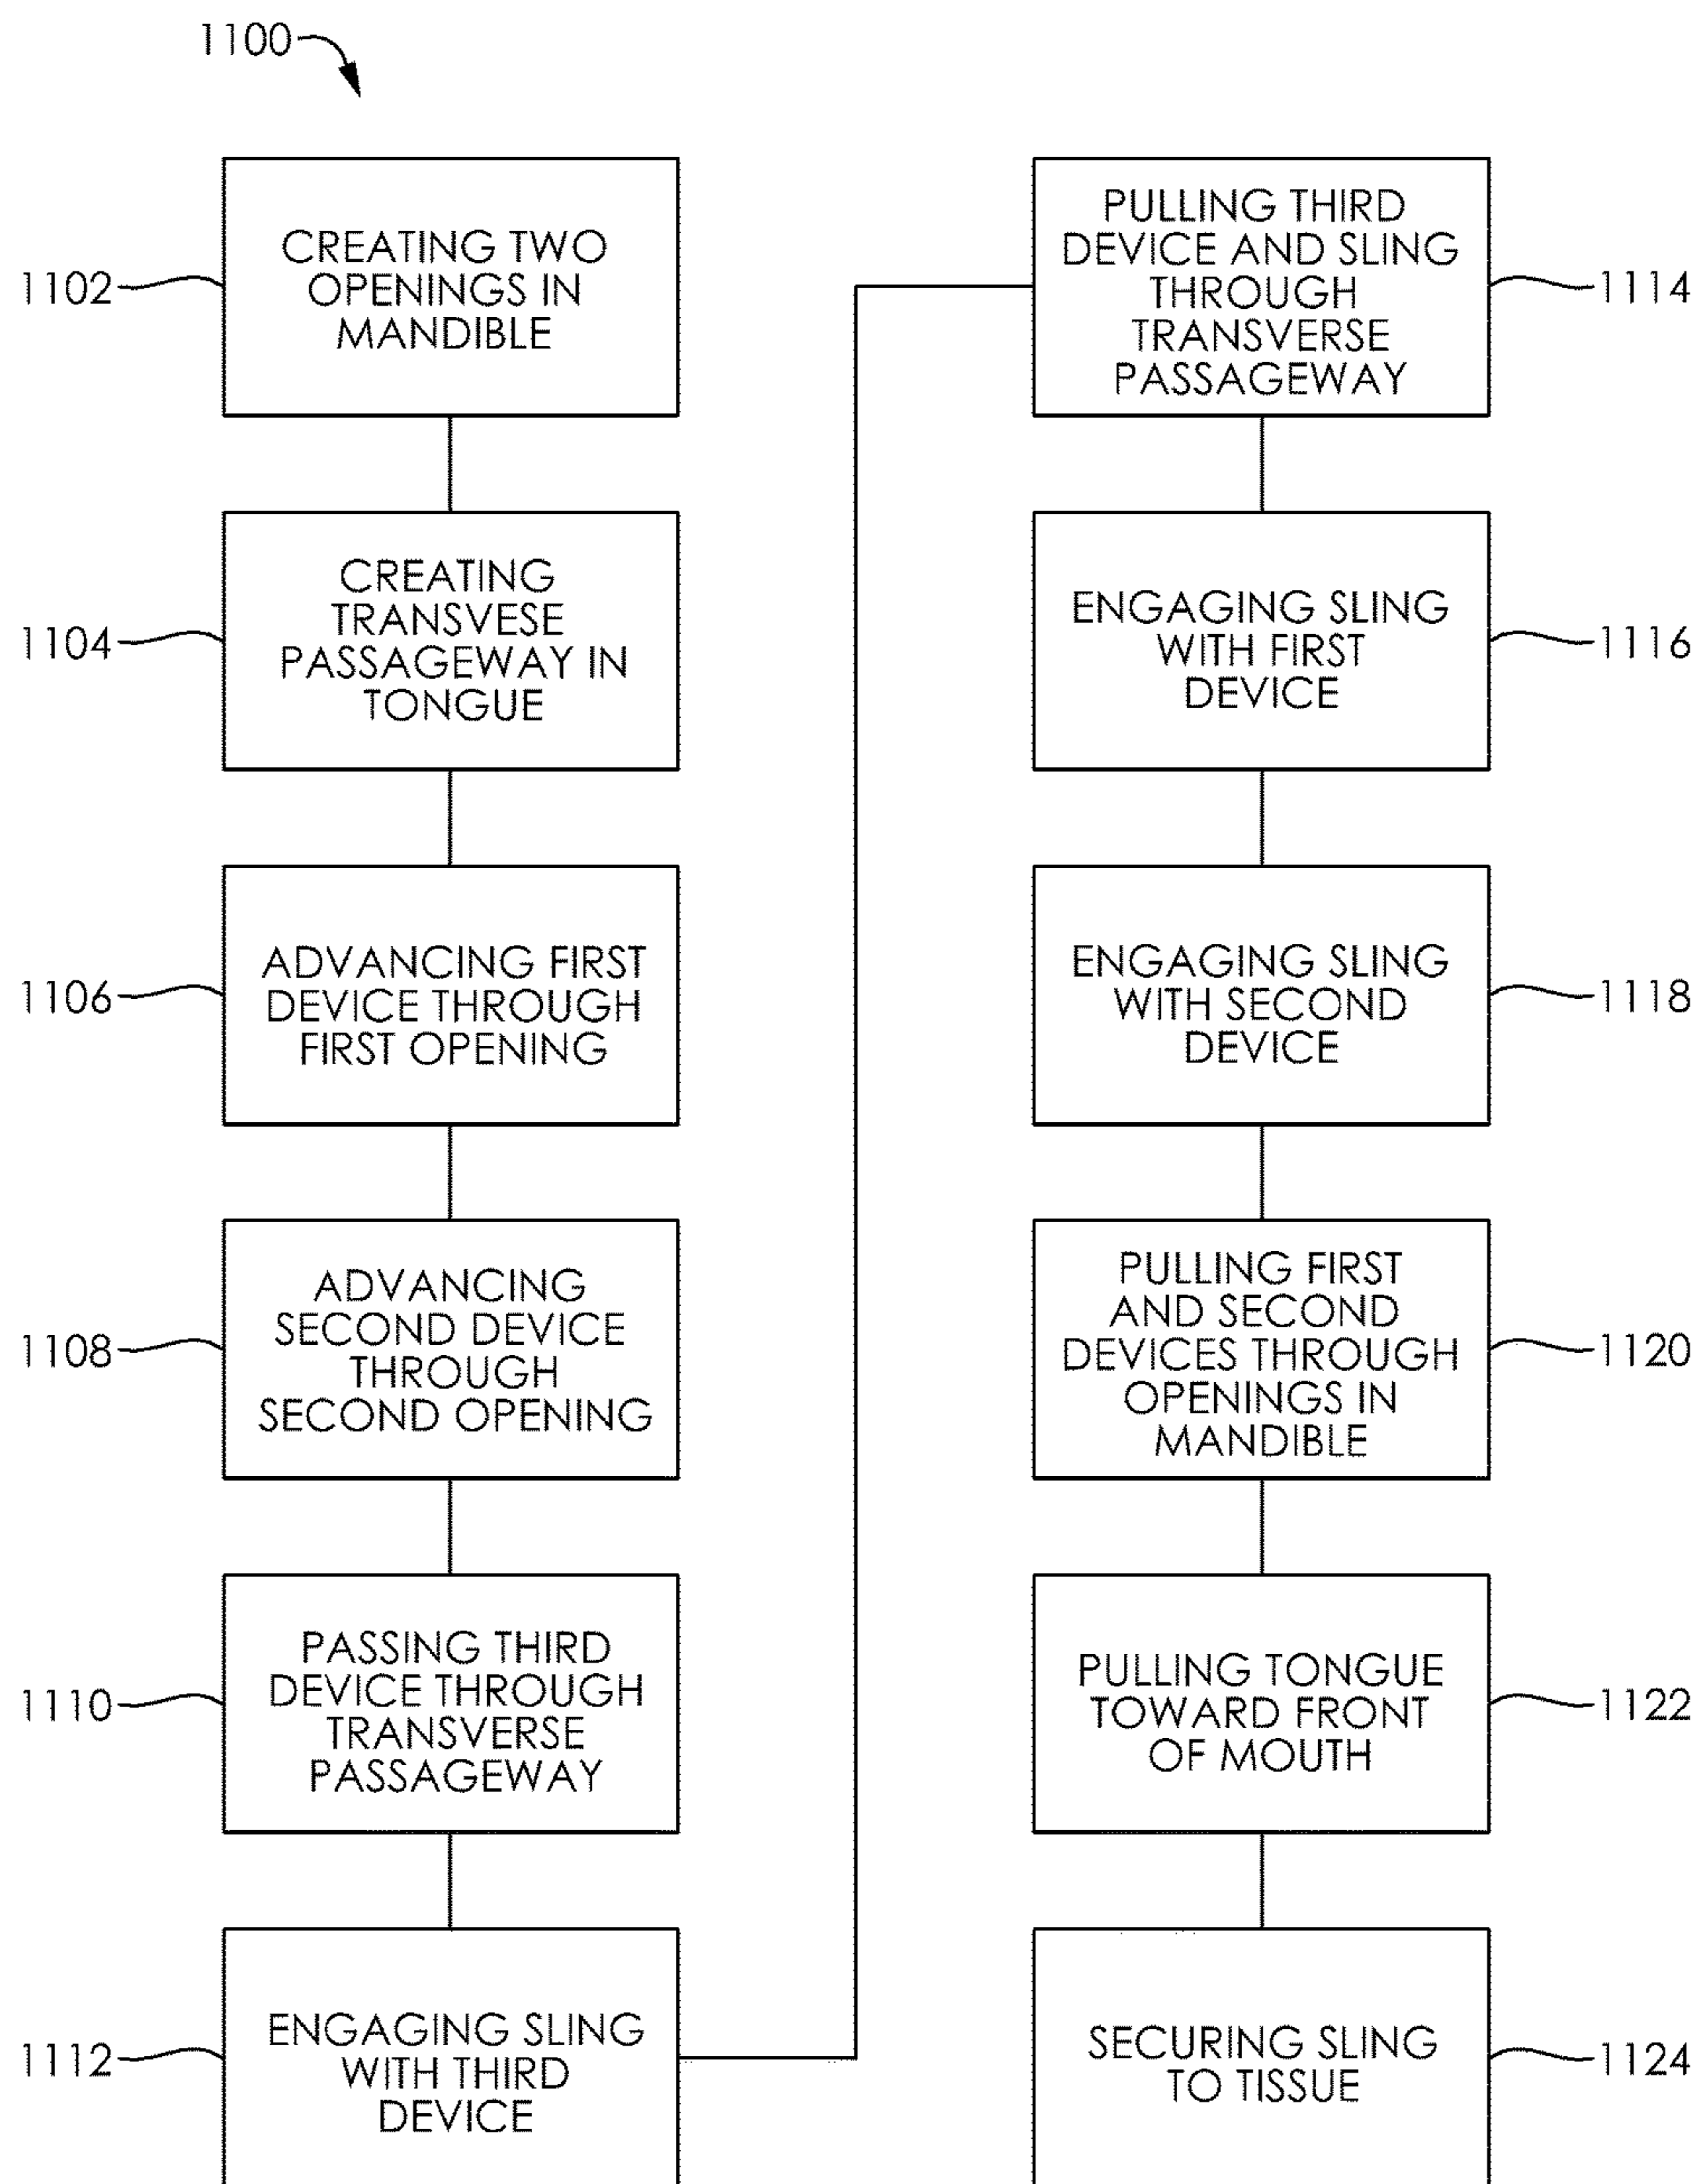 1100
1102
CREATING TWO
OPENINGS IN
MANDIBLE
1104
CREATING
TRANSVESE
PASSAGEWAY IN
TONGUE
1106
ADVANCING FIRST
DEVICE THROUGH
FIRST OPENING
1108
ADVANCING
SECOND DEVICE
THROUGH
SECOND OPENING
1110
PASSING THIRD
DEVICE THROUGH
TRANSVERSE
PASSAGEWAY
1112
ENGAGING SLING
WITH THIRD
DEVICE
PULLING THIRD
DEVICE AND SLING
THROUGH
TRANSVERSE
PASSAGEWAY
1114
ENGAGING SLING
WITH FIRST
DEVICE
1116
ENGAGING SLING
WITH SECOND
DEVICE
1118
PULLING FIRST
AND SECOND
DEVICES THROUGH
OPENINGS IN
MANDIBLE
1120
PULLING TONGUE
TOWARD FRONT
OF MOUTH
1122
SECURING SLING
TO TISSUE
1124